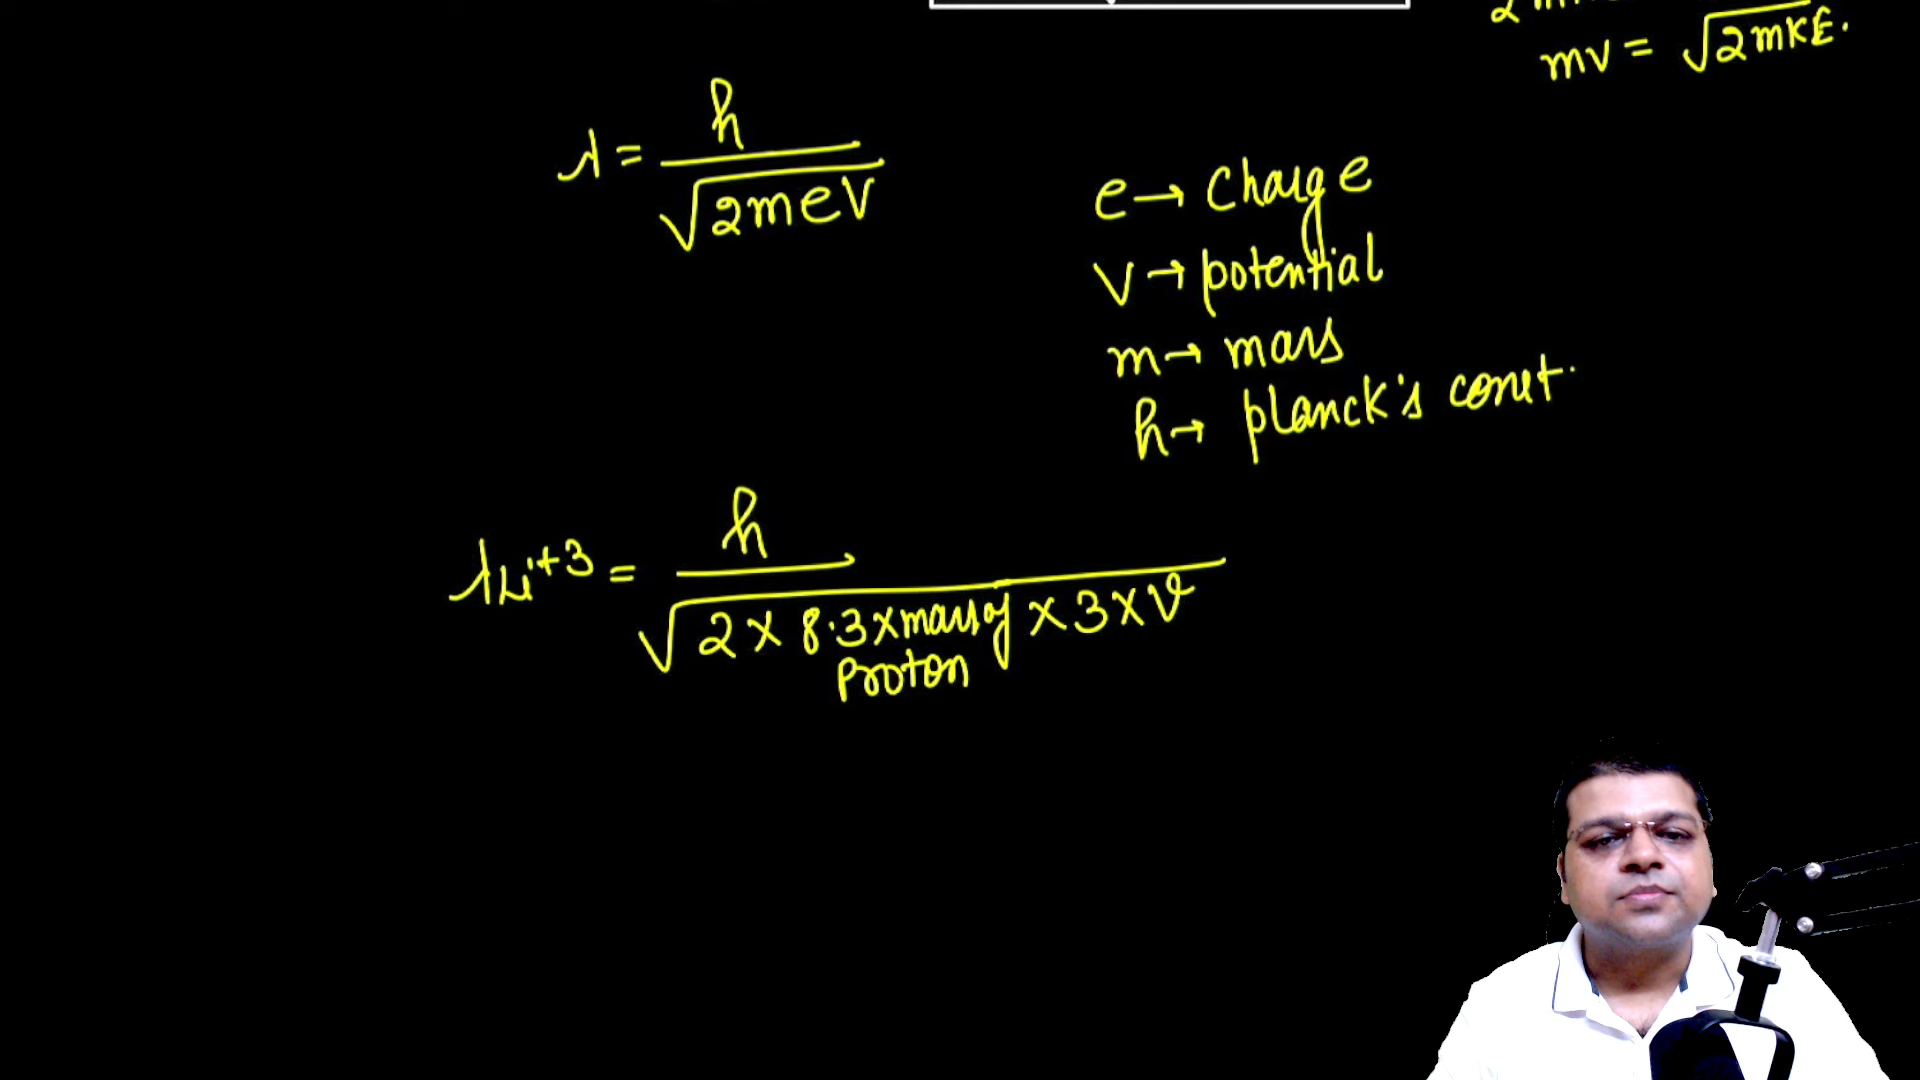 mv = √2mKE.
λ = h / √2meV
e → Charge
V → potential
m → mass
h → planck's const.
λLi+3 = h / √2 x 8.3 x mass of x 3 x V
Proton